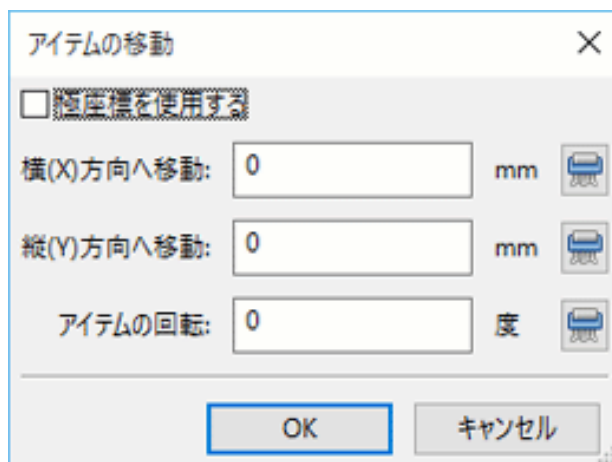 アイテムの移動
極座標を使用する
横(X)方向へ移動: 0 mm
縦(Y)方向へ移動: 0 mm
アイテムの回転: 0 度
OK キャンセル